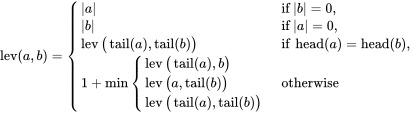 |a| if |b| = 0,
|b| if |a| = 0,
lev(a, b) = lev (tail(a), tail(b)) if head(a) = head(b),
lev (tail(a), b)
1 + min lev (a, tail(b)) otherwise
lev (tail(a), tail(b))